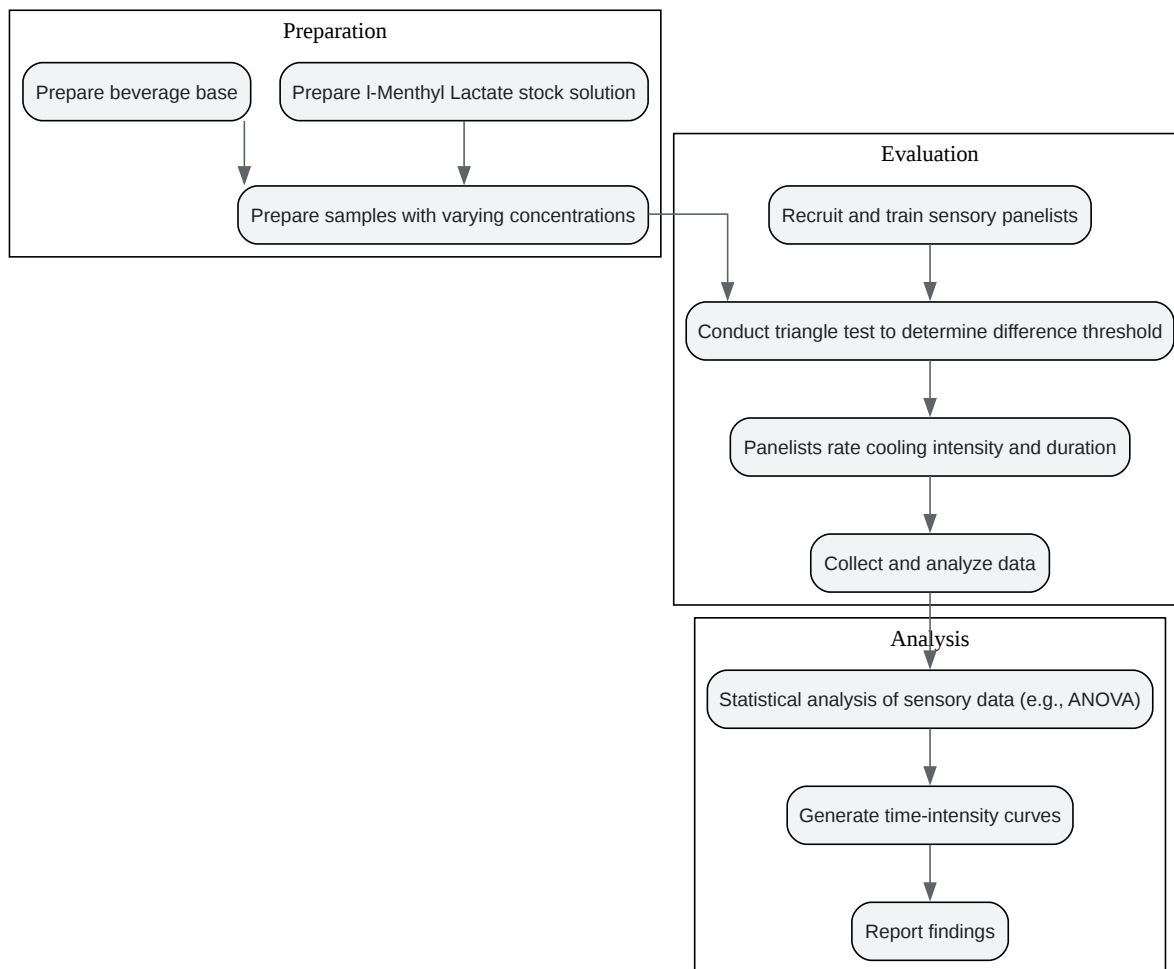 Preparation
Prepare beverage base
Prepare l-Menthyl Lactate stock solution
Prepare samples with varying concentrations
Evaluation
Recruit and train sensory panelists
Conduct triangle test to determine difference threshold
Panelists rate cooling intensity and duration
Collect and analyze data
Analysis
Statistical analysis of sensory data (e.g., ANOVA)
Generate time-intensity curves
Report findings